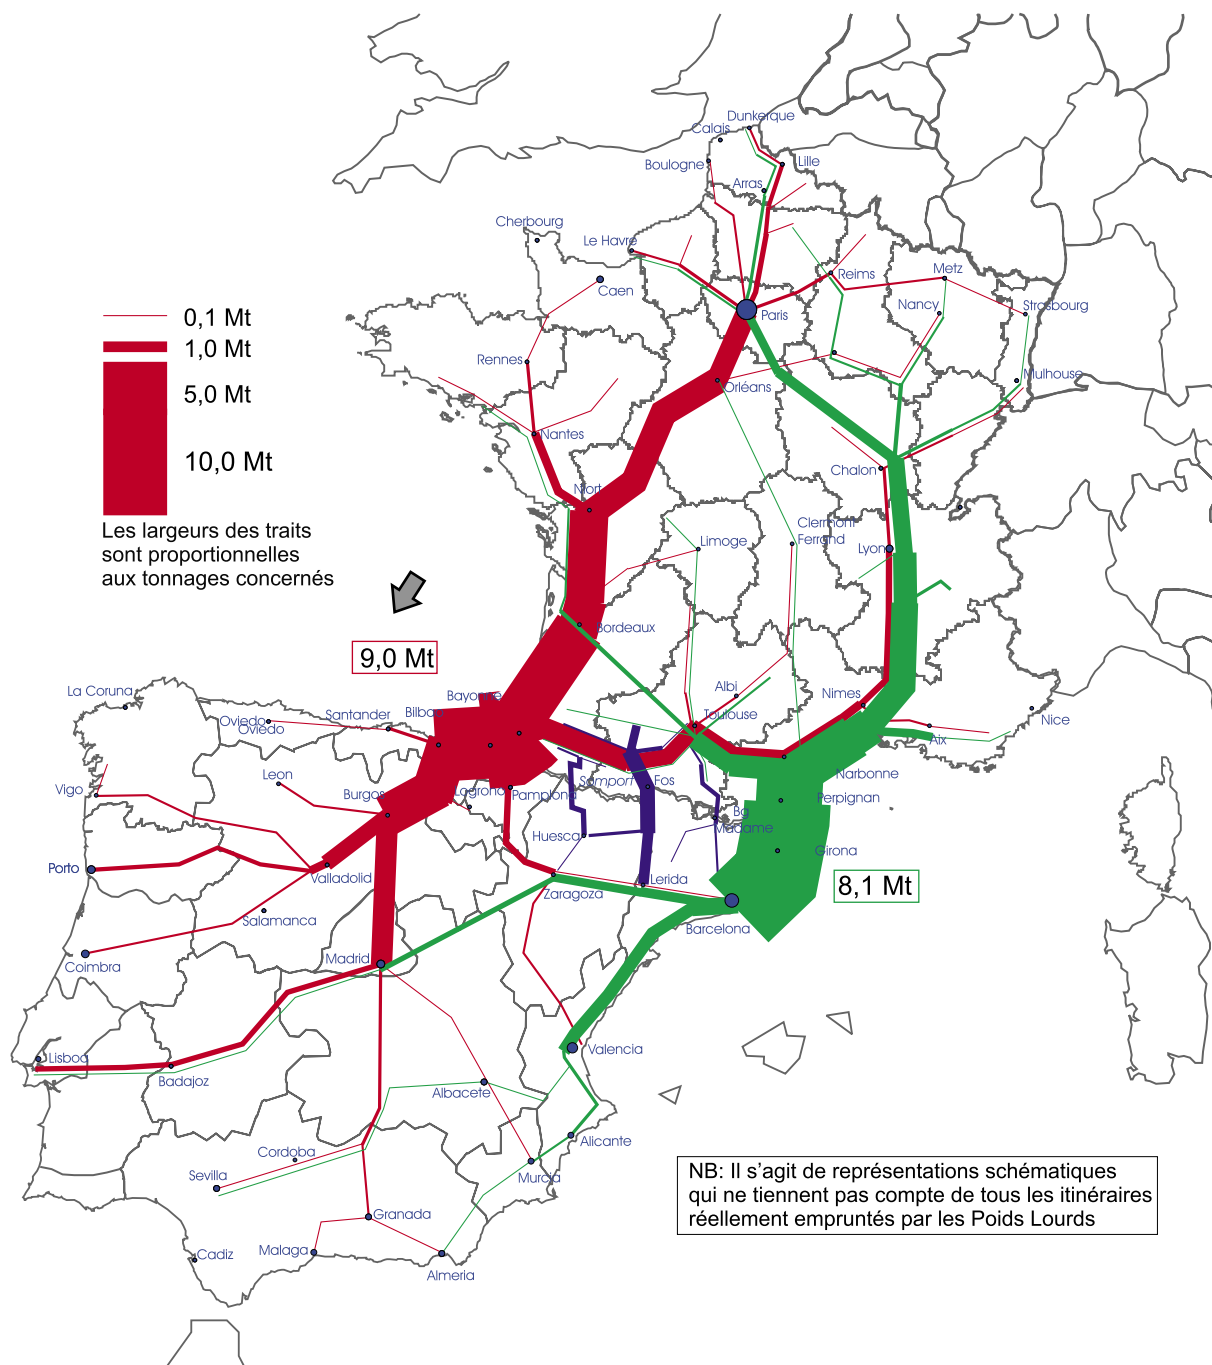 Dunkerque
Calais
Boulogne
Lille
Arras
Cherbourg
Le Havre
Caen
Reims
Metz
Nancy
Strasbourg
Paris
0,1 Mt
1,0 Mt
5,0 Mt
10,0 Mt
Les largeurs des traits
sont proportionnelles
aux tonnages concernés
Rennes
Orléans
Mulhouse
Nantes
Chalon
Niort
Clermont
Ferrand
Limoge
Lyon
Bordeaux
9,0 Mt
La Coruna
Bayonne
Albi
Nimes
Nice
Bilbao
Santander
Toulouse
Oviedo
Oviedo
Aix
Leon
Somport
Fos
Narbonne
Vigo
Burgos
Logrono
Pamplona
Perpignan
Bg
Madame
Huesca
Girona
Porto
Valladolid
Lerida
8,1 Mt
Zaragoza
Salamanca
Barcelona
Coimbra
Madrid
Lisboa
Valencia
Badajoz
Albacete
Alicante
Cordoba
Murcia
Sevilla
NB: Il s’agit de représentations schématiques
qui ne tiennent pas compte de tous les itinéraires
réellement empruntés par les Poids Lourds
Granada
Cadiz
Malaga
Almeria